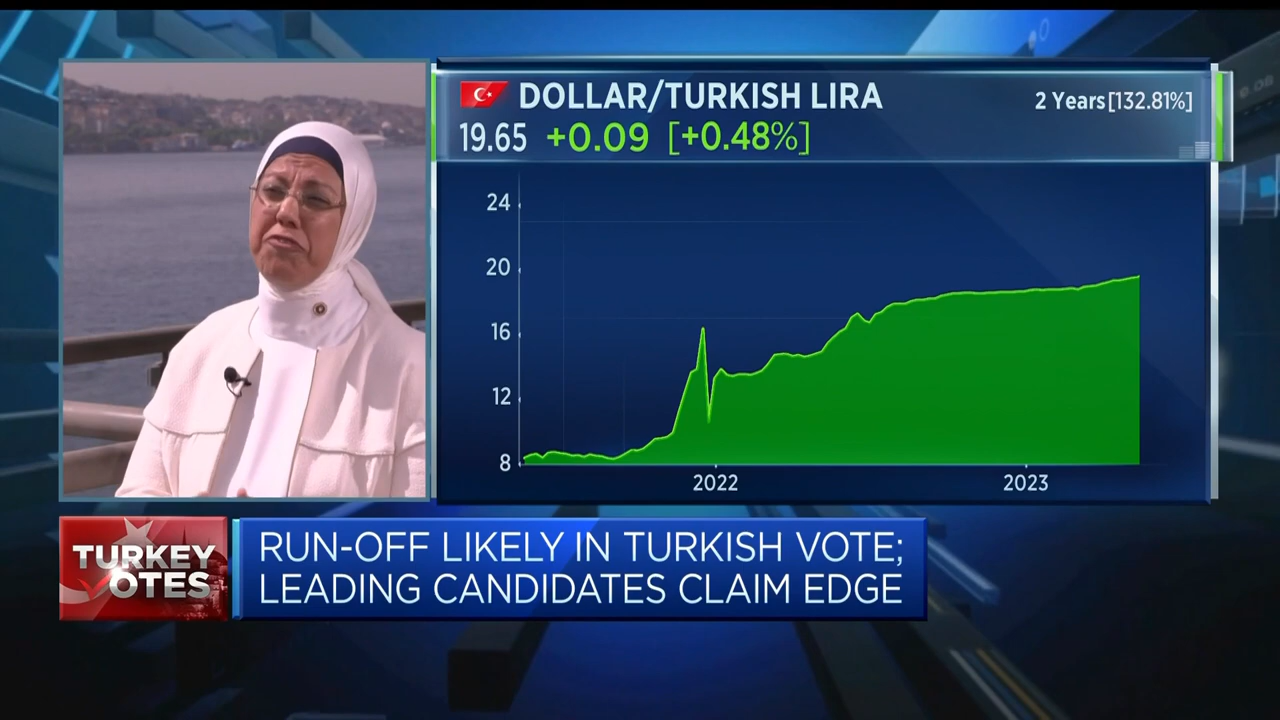 DOLLAR/TURKISH LIRA
2 Years[132.81%]
19.65 +0.09 [+0.48%]
24
20
16
12
8
2022
2023
TURKEY
VOTES
RUN-OFF LIKELY IN TURKISH VOTE;
LEADING CANDIDATES CLAIM EDGE